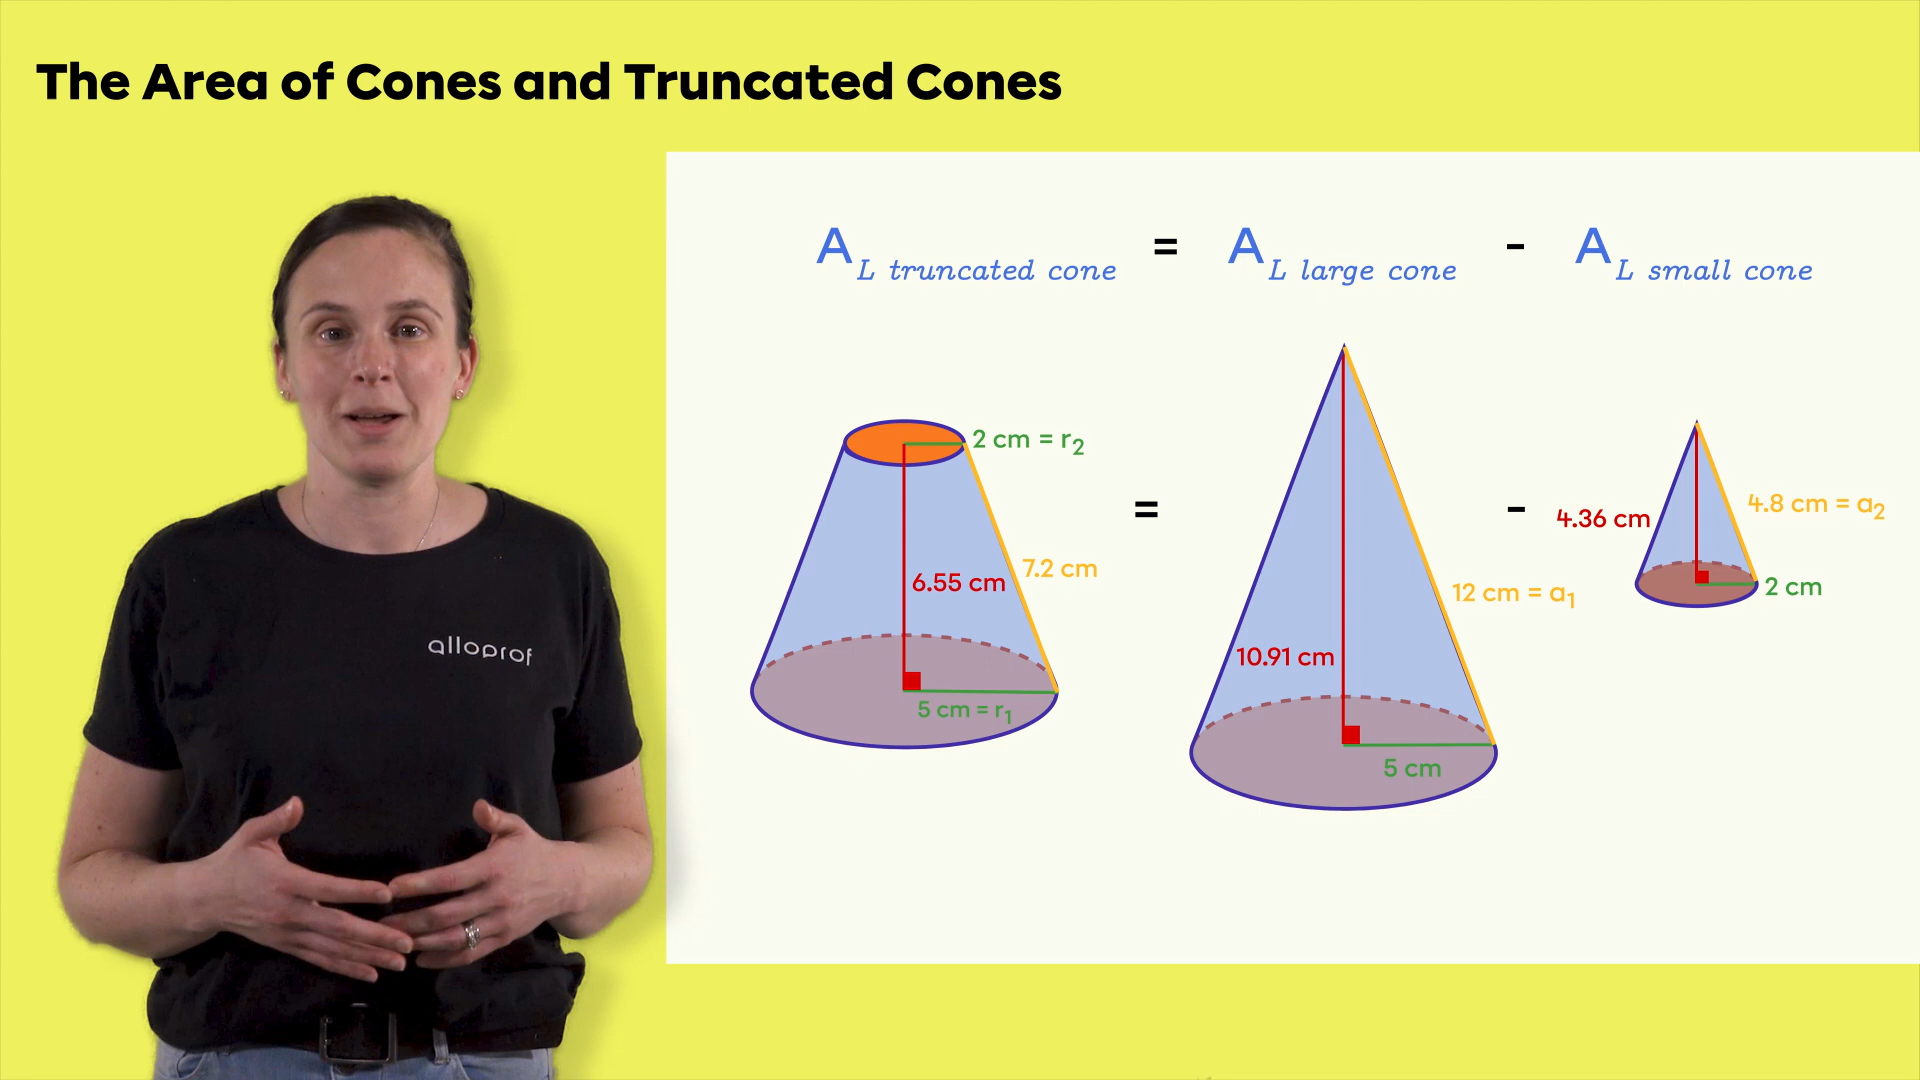 The Area of Cones and Truncated Cones
A L truncated cone = A L large cone - A L small cone
2 cm = r2
6.55 cm
7.2 cm
5 cm = r1
=
10.91 cm
12 cm = a1
5 cm
-
4.36 cm
4.8 cm = a2
2 cm
alloprof